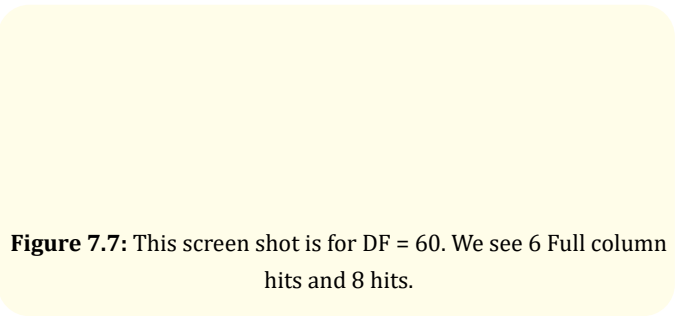 Figure 7.7: This screen shot is for DF = 60. We see 6 Full column
hits and 8 hits.